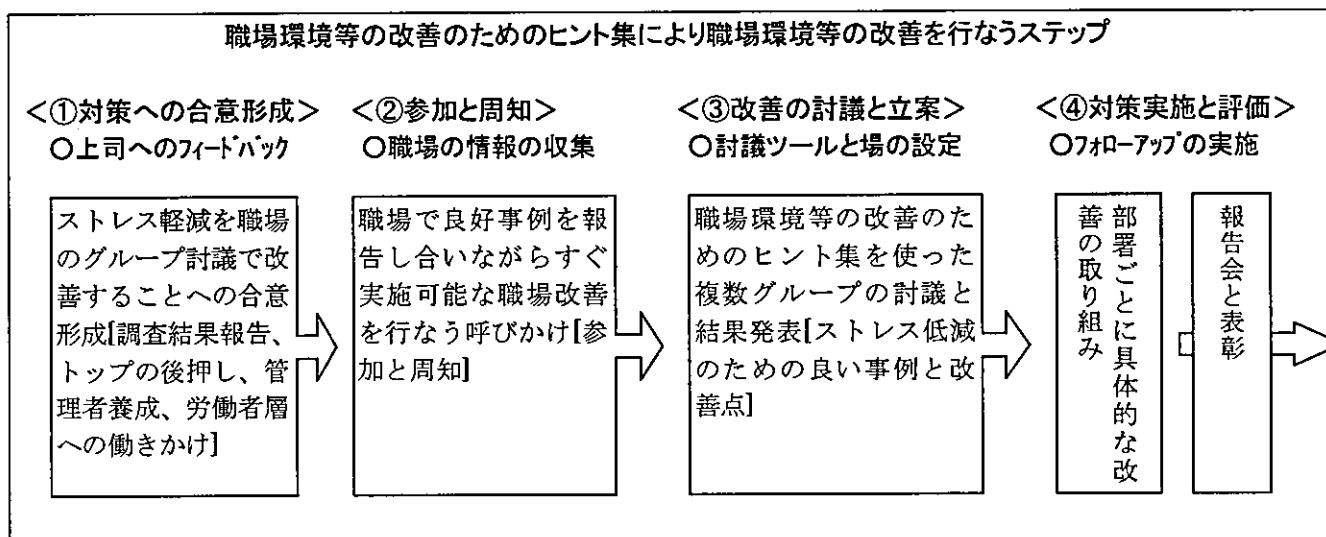 職場環境等の改善のためのヒント集により職場環境等の改善を行なうステップ
＜①対策への合意形成＞
○上司へのﾌｨｰﾄﾞﾊﾞｯｸ
ストレス軽減を職場
のグループ討議で改
善することへの合意
形成[調査結果報告、
トップの後押し、管
理者養成、労働者層
への働きかけ]
＜②参加と周知＞
○職場の情報の収集
職場で良好事例を報
告し合いながらすぐ
実施可能な職場改善
を行なう呼びかけ[参
加と周知]
＜③改善の討議と立案＞
○討議ツールと場の設定
職場環境等の改善のた
めのヒント集を使った
複数グループの討議と
結果発表[ストレス低減
のための良い事例と改
善点]
＜④対策実施と評価＞
○ﾌｫﾛｰｱｯﾌﾟの実施
部署ごとに具体的な改
善の取り組み
報告会と表彰